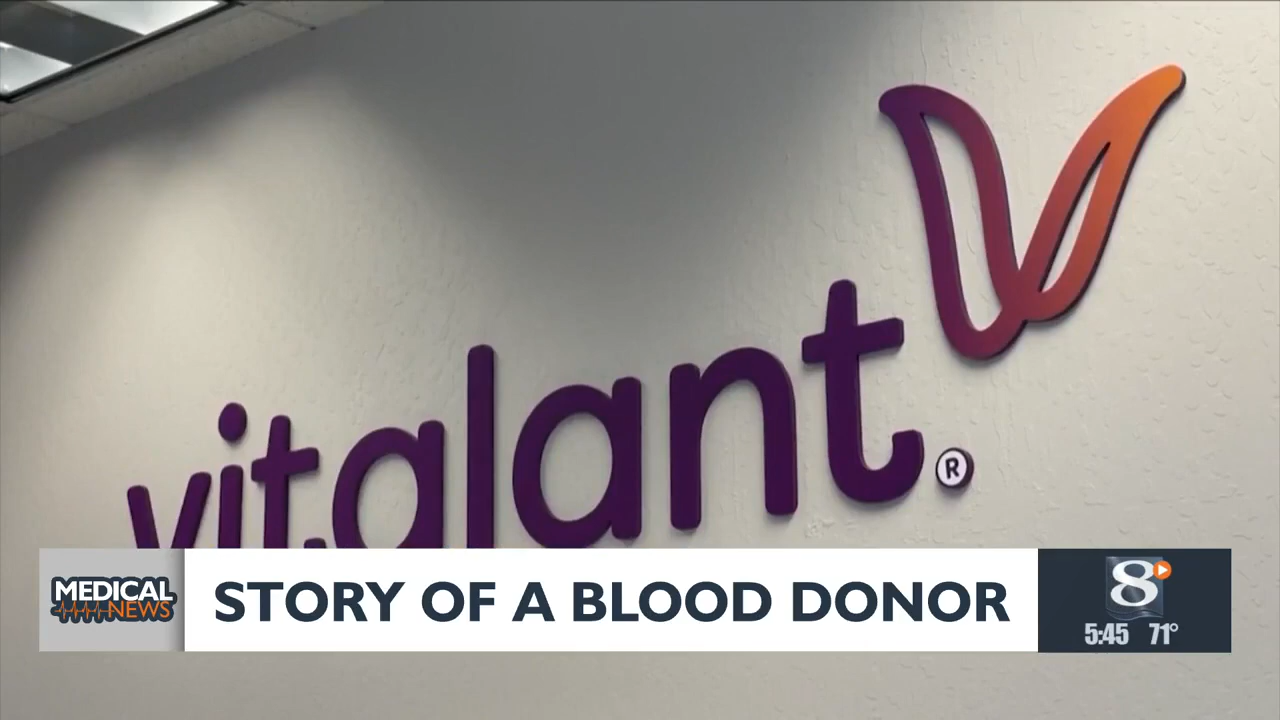 vitalant
®
MEDICAL
NEWS
STORY OF A BLOOD DONOR
8
5:45 71°